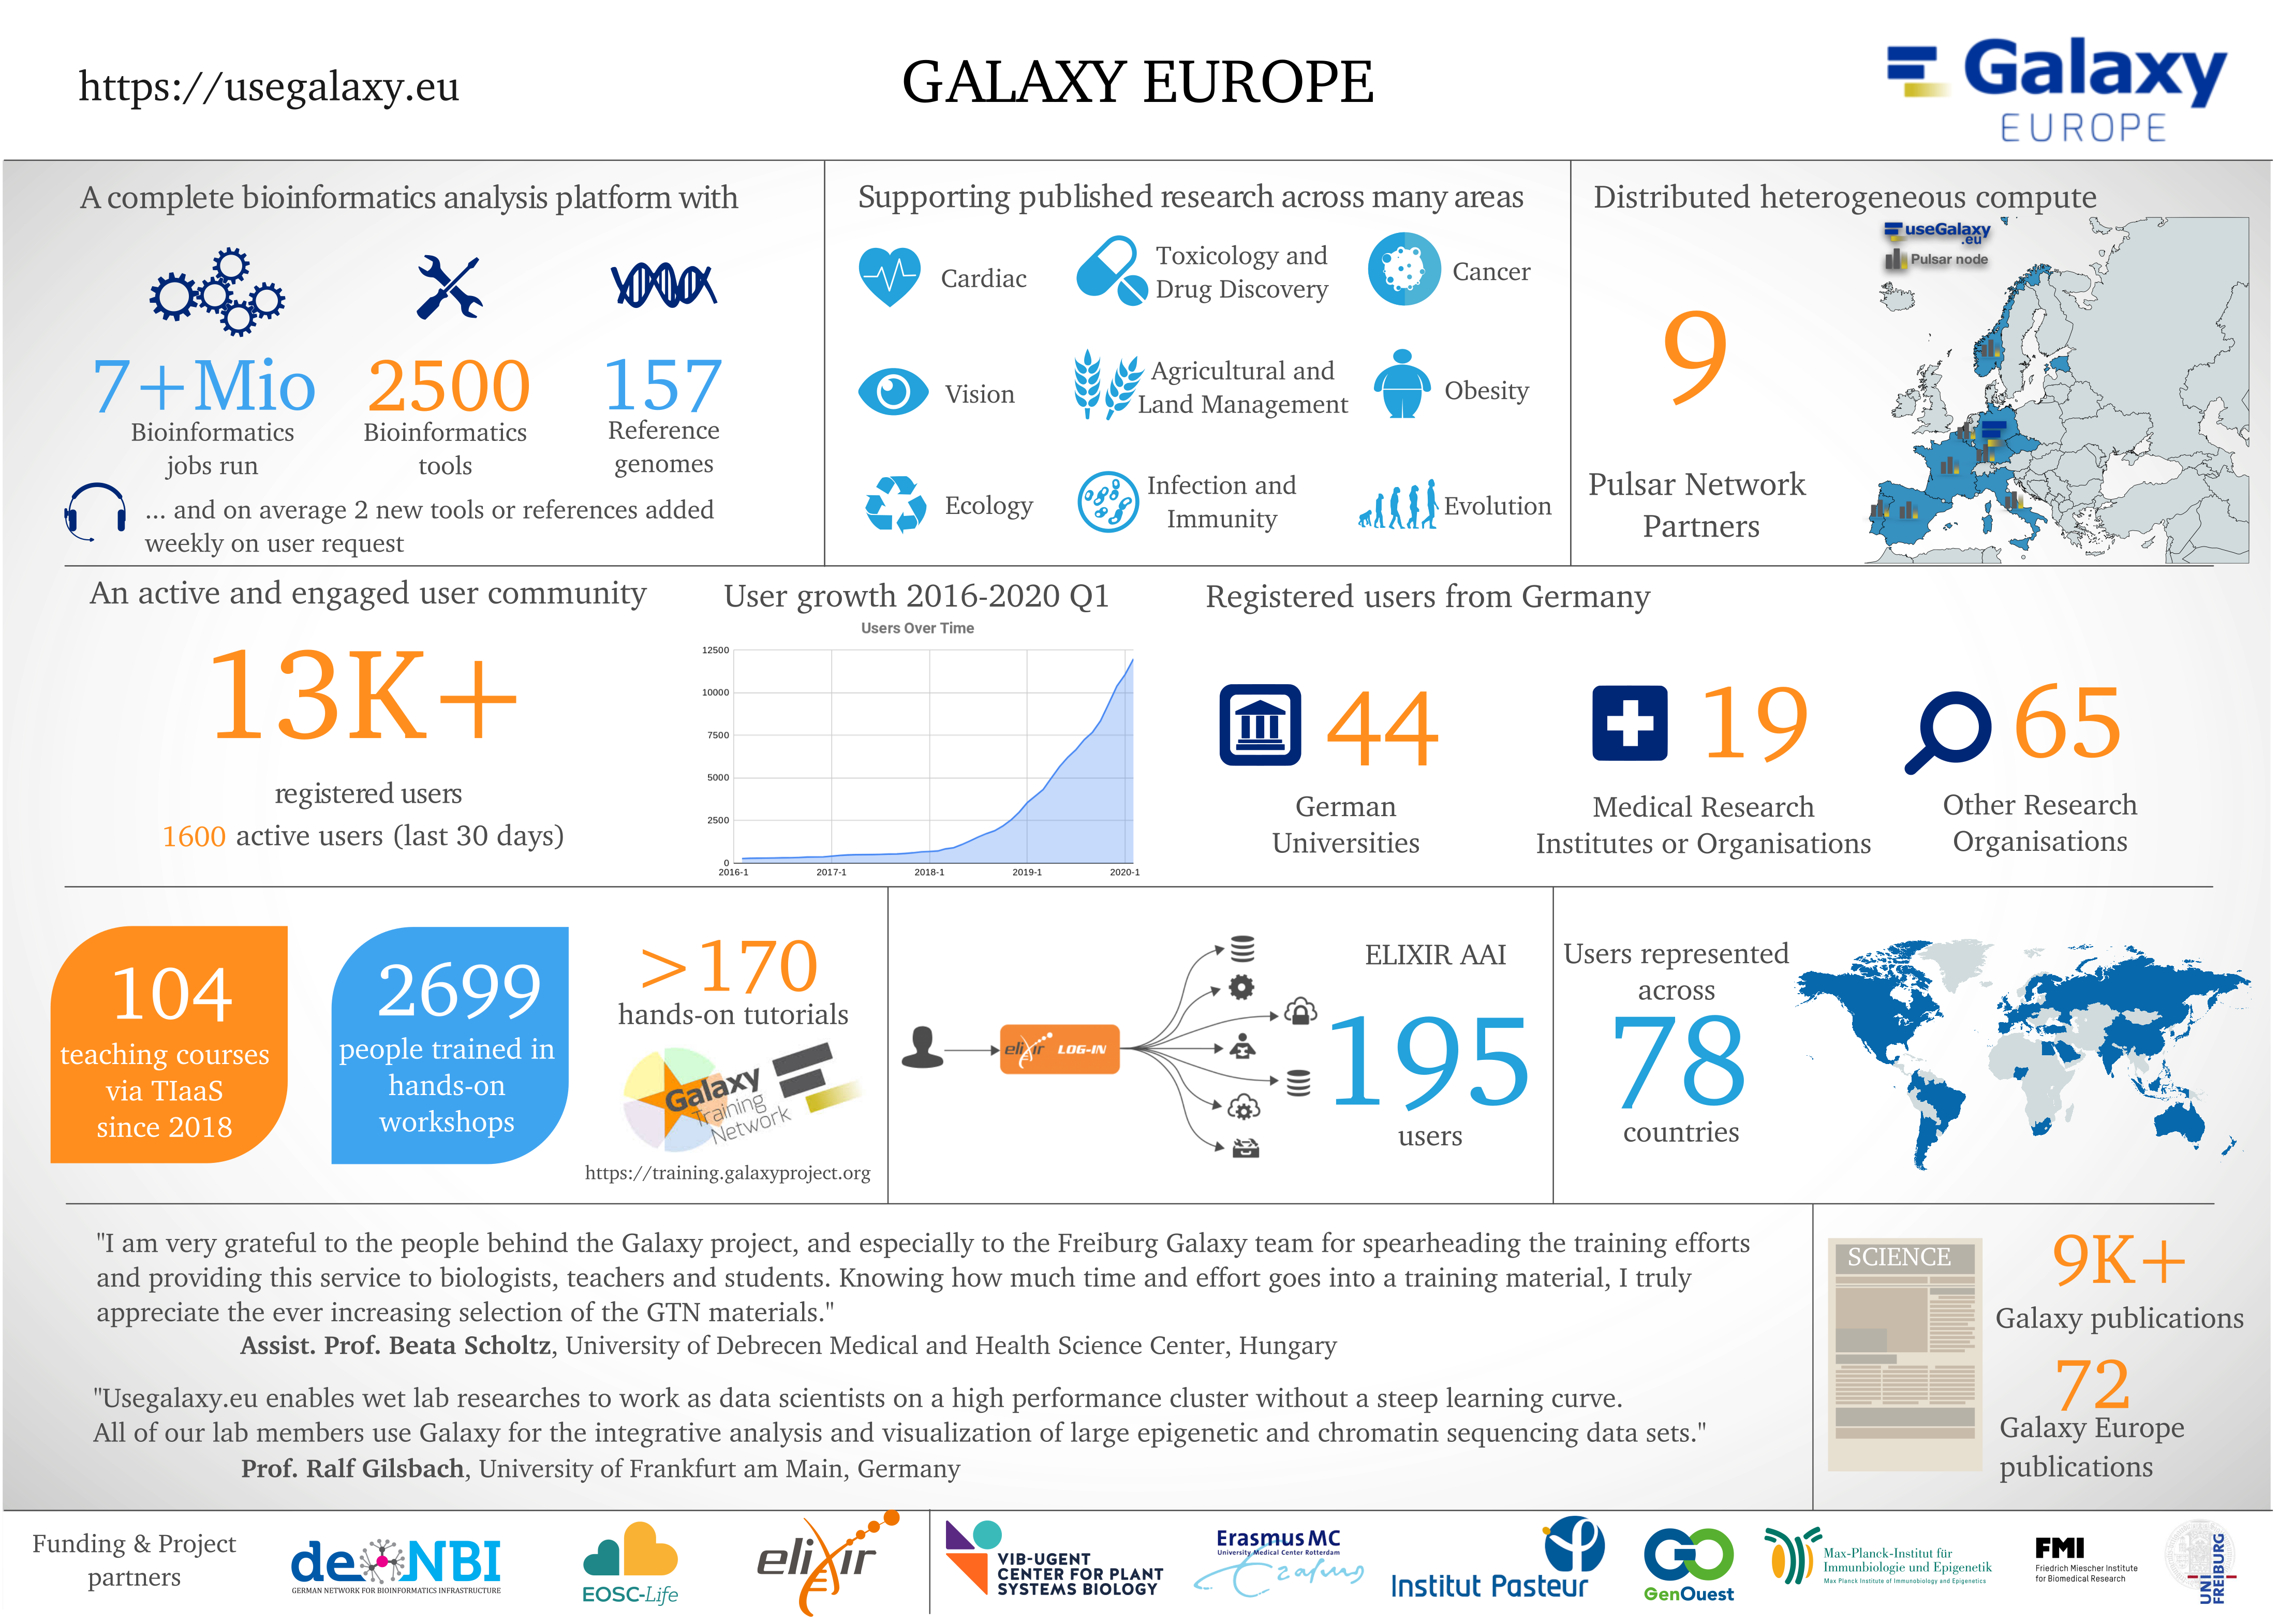 https://usegalaxy.eu
GALAXY EUROPE
Galaxy
EUROPE
A complete bioinformatics analysis platform with
7+Mio
Bioinformatics
jobs run
2500
Bioinformatics
tools
157
Reference
genomes
... and on average 2 new tools or references added
weekly on user request
Supporting published research across many areas
Cardiac
Toxicology and
Drug Discovery
Cancer
Vision
Agricultural and
Land Management
Obesity
Ecology
Infection and
Immunity
Evolution
Distributed heterogeneous compute
useGalaxy
.eu
Pulsar node
9
Pulsar Network
Partners
An active and engaged user community
13K+
registered users
1600 active users (last 30 days)
User growth 2016-2020 Q1
Users Over Time
12500
10000
7500
5000
2500
0
2016-1 2017-1 2018-1 2019-1 2020-1
Registered users from Germany
44
German
Universities
19
Medical Research
Institutes or Organisations
65
Other Research
Organisations
104
teaching courses
via TIaaS
since 2018
2699
people trained in
hands-on
workshops
>170
hands-on tutorials
Galaxy
Training
Network
https://training.galaxyproject.org
elixir LOG-IN
ELIXIR AAI
195
users
Users represented
across
78
countries
"I am very grateful to the people behind the Galaxy project, and especially to the Freiburg Galaxy team for spearheading the training efforts
and providing this service to biologists, teachers and students. Knowing how much time and effort goes into a training material, I truly
appreciate the ever increasing selection of the GTN materials."
Assist. Prof. Beata Scholtz, University of Debrecen Medical and Health Science Center, Hungary
"Usegalaxy.eu enables wet lab researches to work as data scientists on a high performance cluster without a steep learning curve.
All of our lab members use Galaxy for the integrative analysis and visualization of large epigenetic and chromatin sequencing data sets."
Prof. Ralf Gilsbach, University of Frankfurt am Main, Germany
SCIENCE
9K+
Galaxy publications
72
Galaxy Europe
publications
Funding & Project
partners
de NBI
GERMAN NETWORK FOR BIOINFORMATICS INFRASTRUCTURE
EOSC-Life
elixir
VIB-UGENT
CENTER FOR PLANT
SYSTEMS BIOLOGY
Erasmus MC
University Medical Center Rotterdam
Erasmus
Institut Pasteur
GenOuest
Max-Planck-Institut für
Immunbiologie und Epigenetik
Max Planck Institute of Immunobiology and Epigenetics
FMI
Friedrich Miescher Institute
for Biomedical Research
UNI
FREIBURG